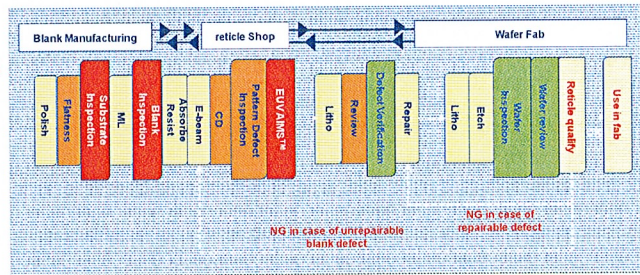 Blank Manufacturing
reticle Shop
Wafer Fab
Polish
Flatness
Substrate
Inspection
ML
Blank
Inspection
Absorbe
Resist
E-beam
CD
Pattern Defect
Inspection
EUVAIMS™
Litho
Review
Defect Verification
Repair
Litho
Etch
Wafer
Inspection
Wafer review
Reticle qualify
Use in fab
NG in case of unrepairable
blank defect
NG in case of
repairable defect